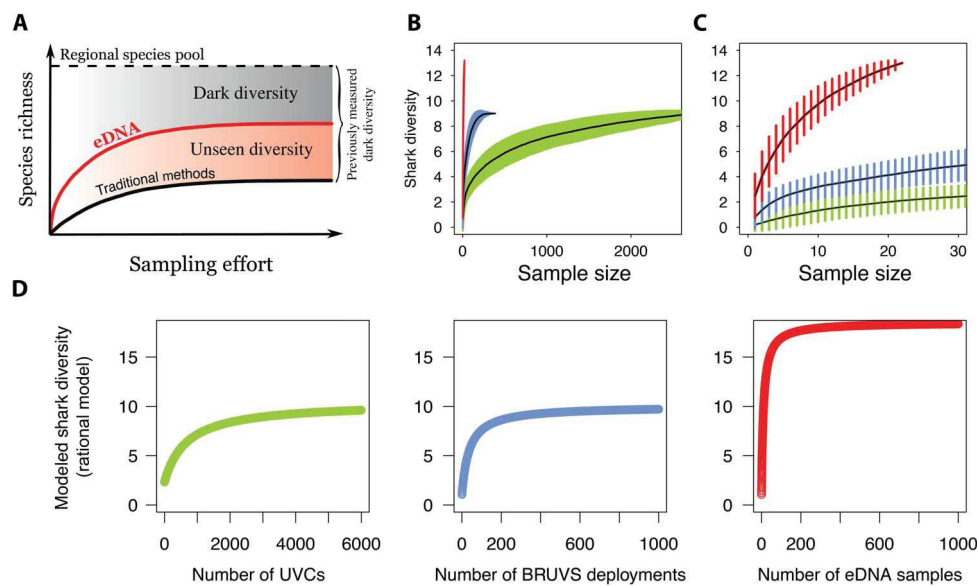 A
Species richness
Regional species pool
Dark diversity
eDNA
Unseen diversity
Traditional methods
Previously measured
dark diversity
Sampling effort
B
Shark diversity
14
12
10
8
6
4
2
0
0 1000 2000
Sample size
C
14
12
10
8
6
4
2
0
0 10 20 30
Sample size
D
Modeled shark diversity
(rational model)
15
10
5
0
0 2000 4000 6000
Number of UVCs
15
10
5
0
0 200 600 1000
Number of BRUVS deployments
15
10
5
0
0 200 600 1000
Number of eDNA samples